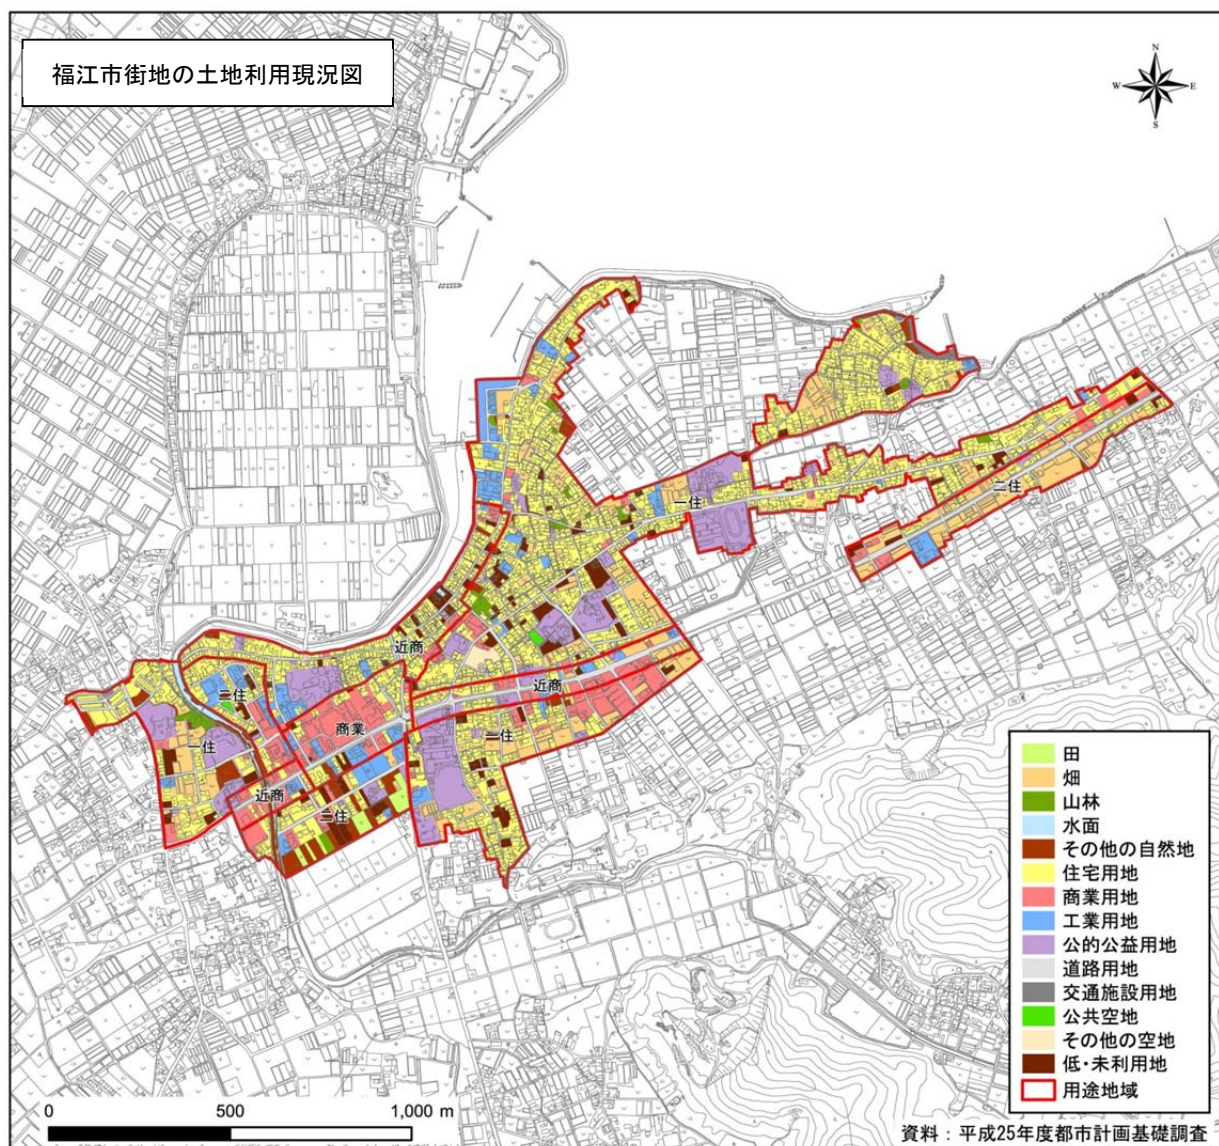 福江市街地の土地利用現況図
N
W
E
S
一住
二住
近商
二住
近商
商業
一住
一住
近商
二住
田
畑
山林
水面
その他の自然地
住宅用地
商業用地
工業用地
公的公益用地
道路用地
交通施設用地
公共空地
その他の空地
低・未利用地
用途地域
0 500 1,000 m
資料：平成25年度都市計画基礎調査